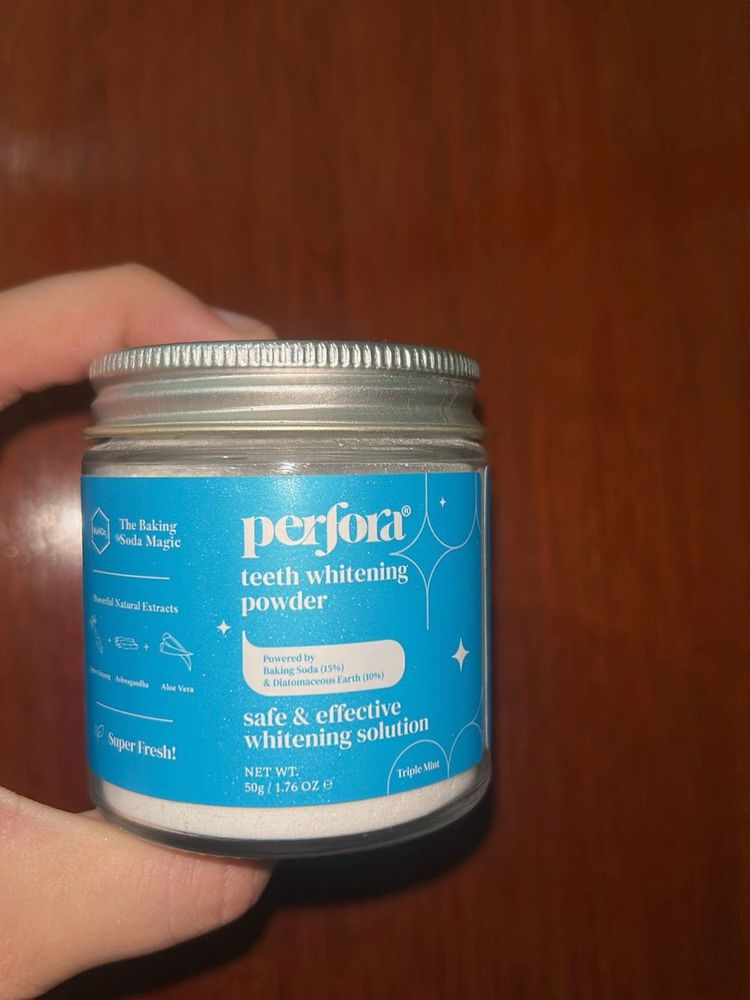 The Baking
Soda Magic
Powerful Natural Extracts
Ashwagandha
Aloe Vera
Super Fresh!
perfora®
teeth whitening
powder
Powered by
Baking Soda (15%)
& Diatomaceous Earth (10%)
safe & effective
whitening solution
NET WT.
50g / 1.76 OZ ℮
Triple Mint